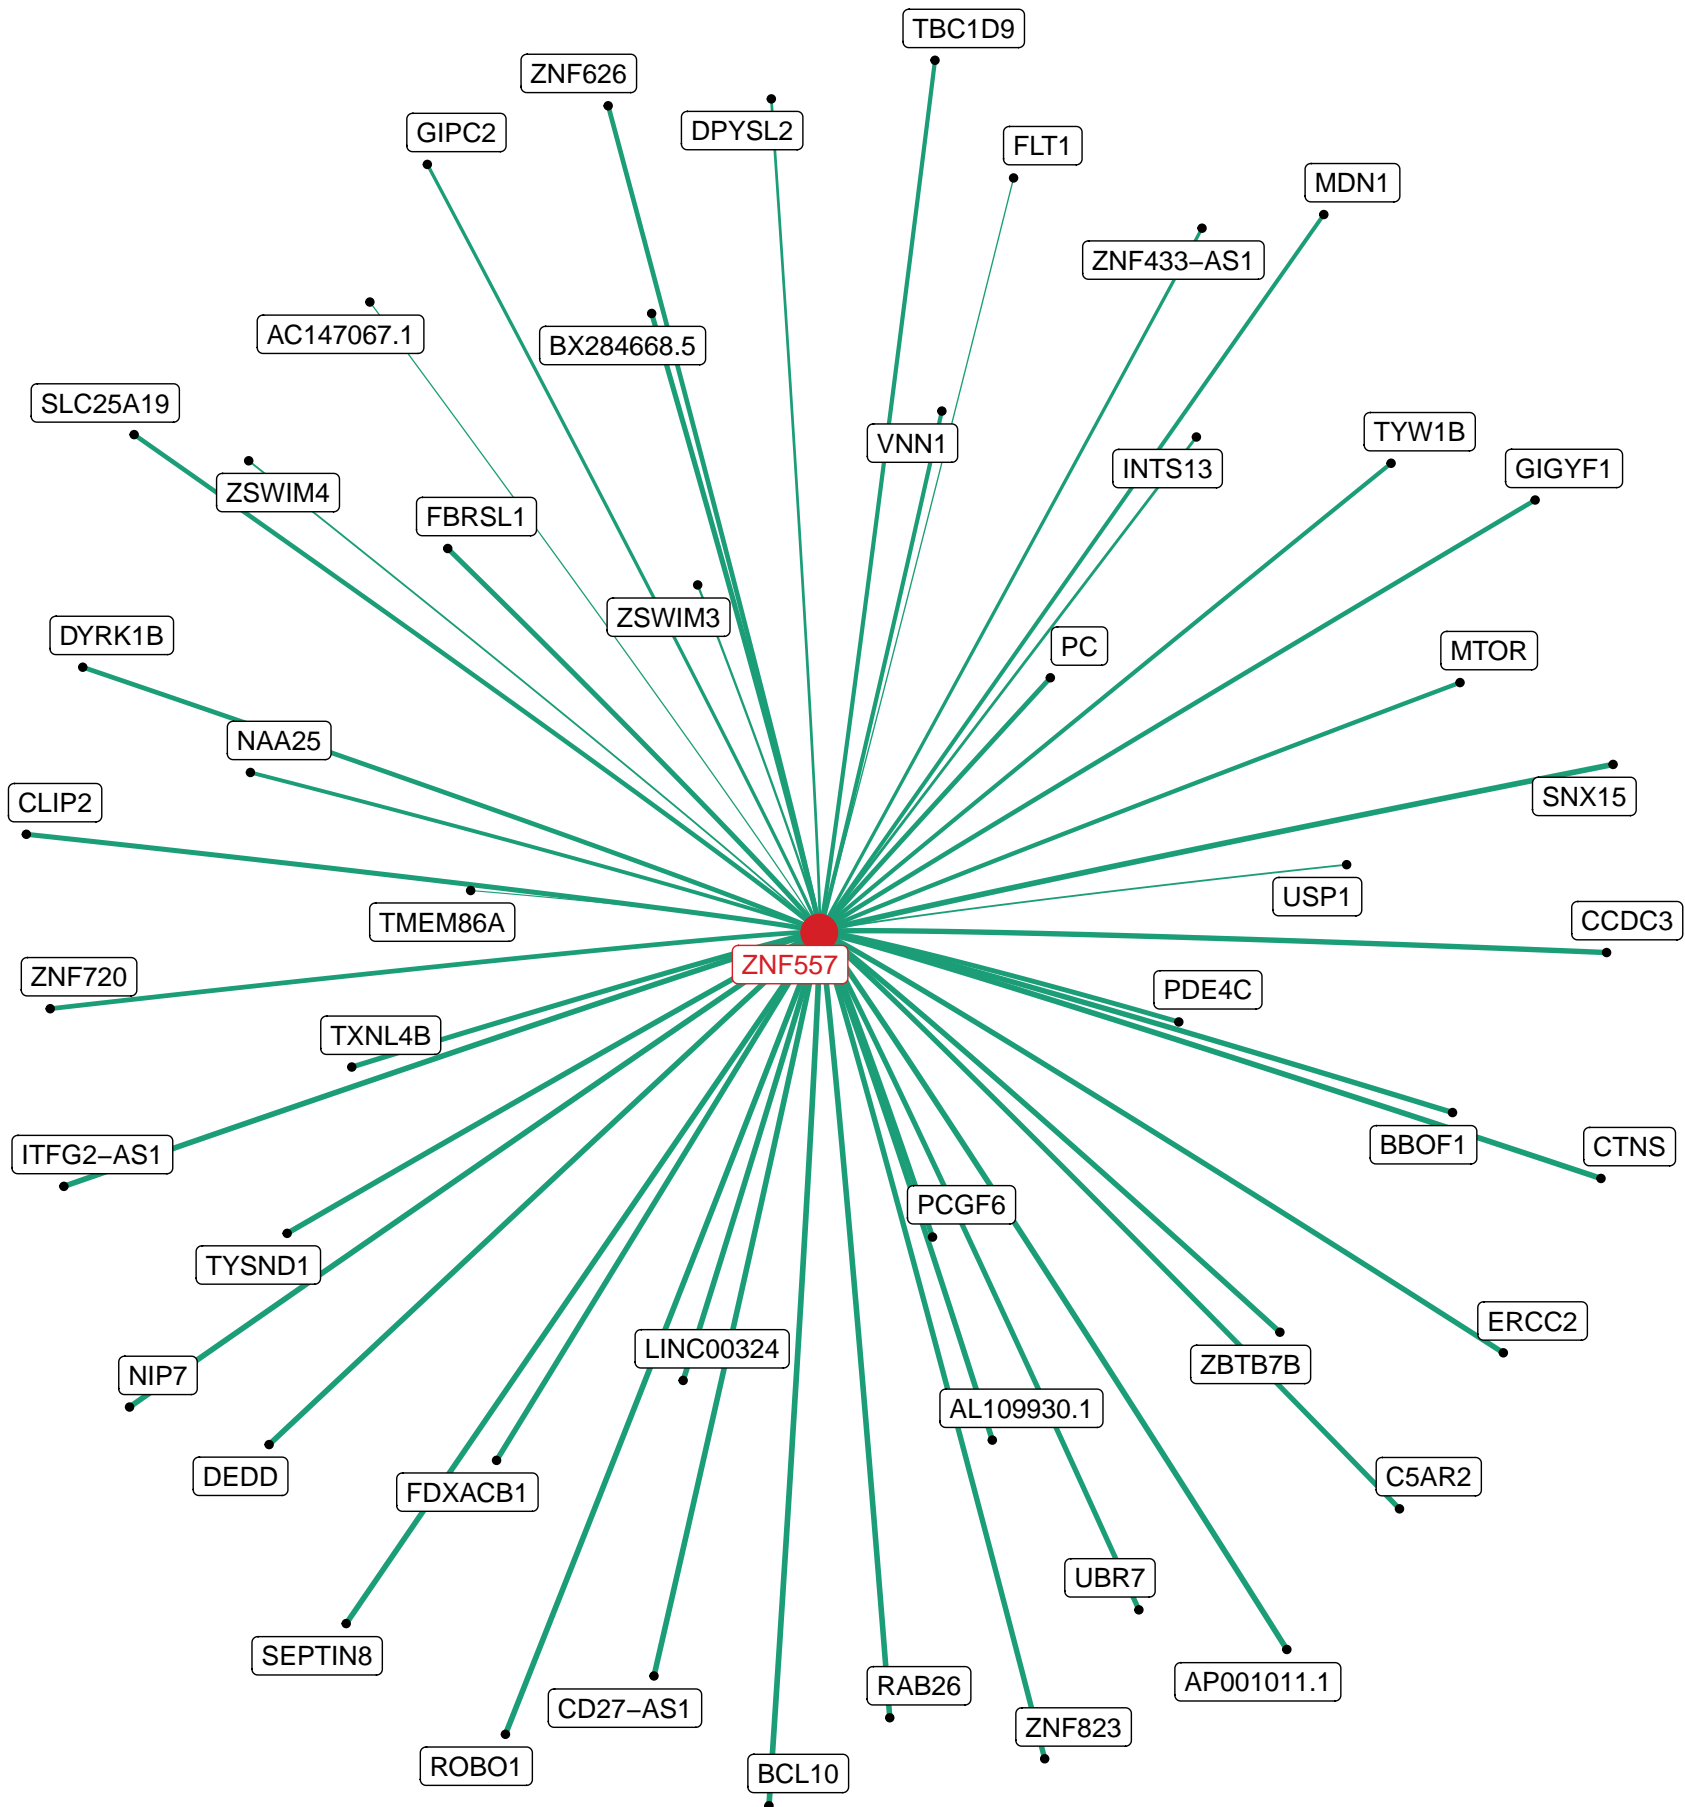 TBC1D9
ZNF626
DPYSL2
GIPC2
FLT1
MDN1
ZNF433−AS1
AC147067.1
BX284668.5
SLC25A19
TYW1B
VNN1
INTS13
GIGYF1
ZSWIM4
FBRSL1
ZSWIM3
DYRK1B
PC
MTOR
NAA25
SNX15
CLIP2
USP1
TMEM86A
CCDC3
ZNF557
ZNF720
PDE4C
TXNL4B
BBOF1
CTNS
ITFG2−AS1
PCGF6
TYSND1
ERCC2
LINC00324
ZBTB7B
NIP7
AL109930.1
DEDD
C5AR2
FDXACB1
UBR7
SEPTIN8
AP001011.1
RAB26
CD27−AS1
ZNF823
ROBO1
BCL10